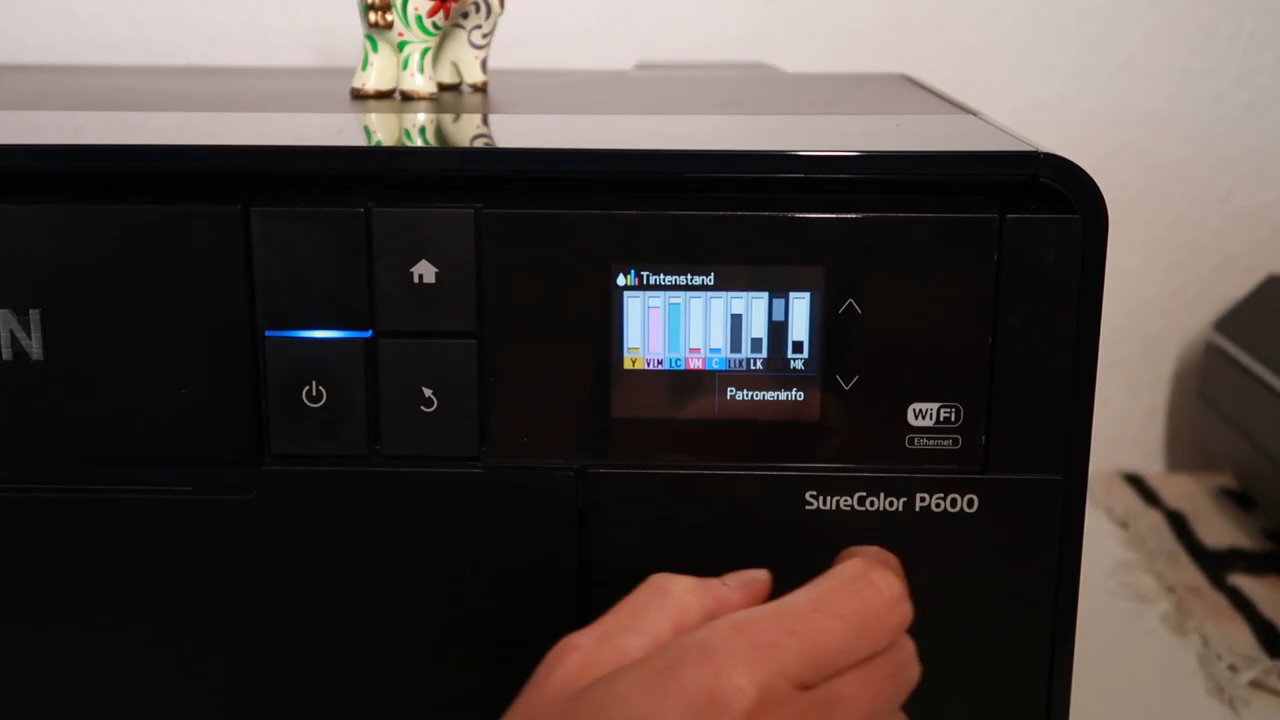 N
Tintenstand
Y VLM LC VM C LLK LK MK
Patroneninfo
WiFi
Ethernet
SureColor P600